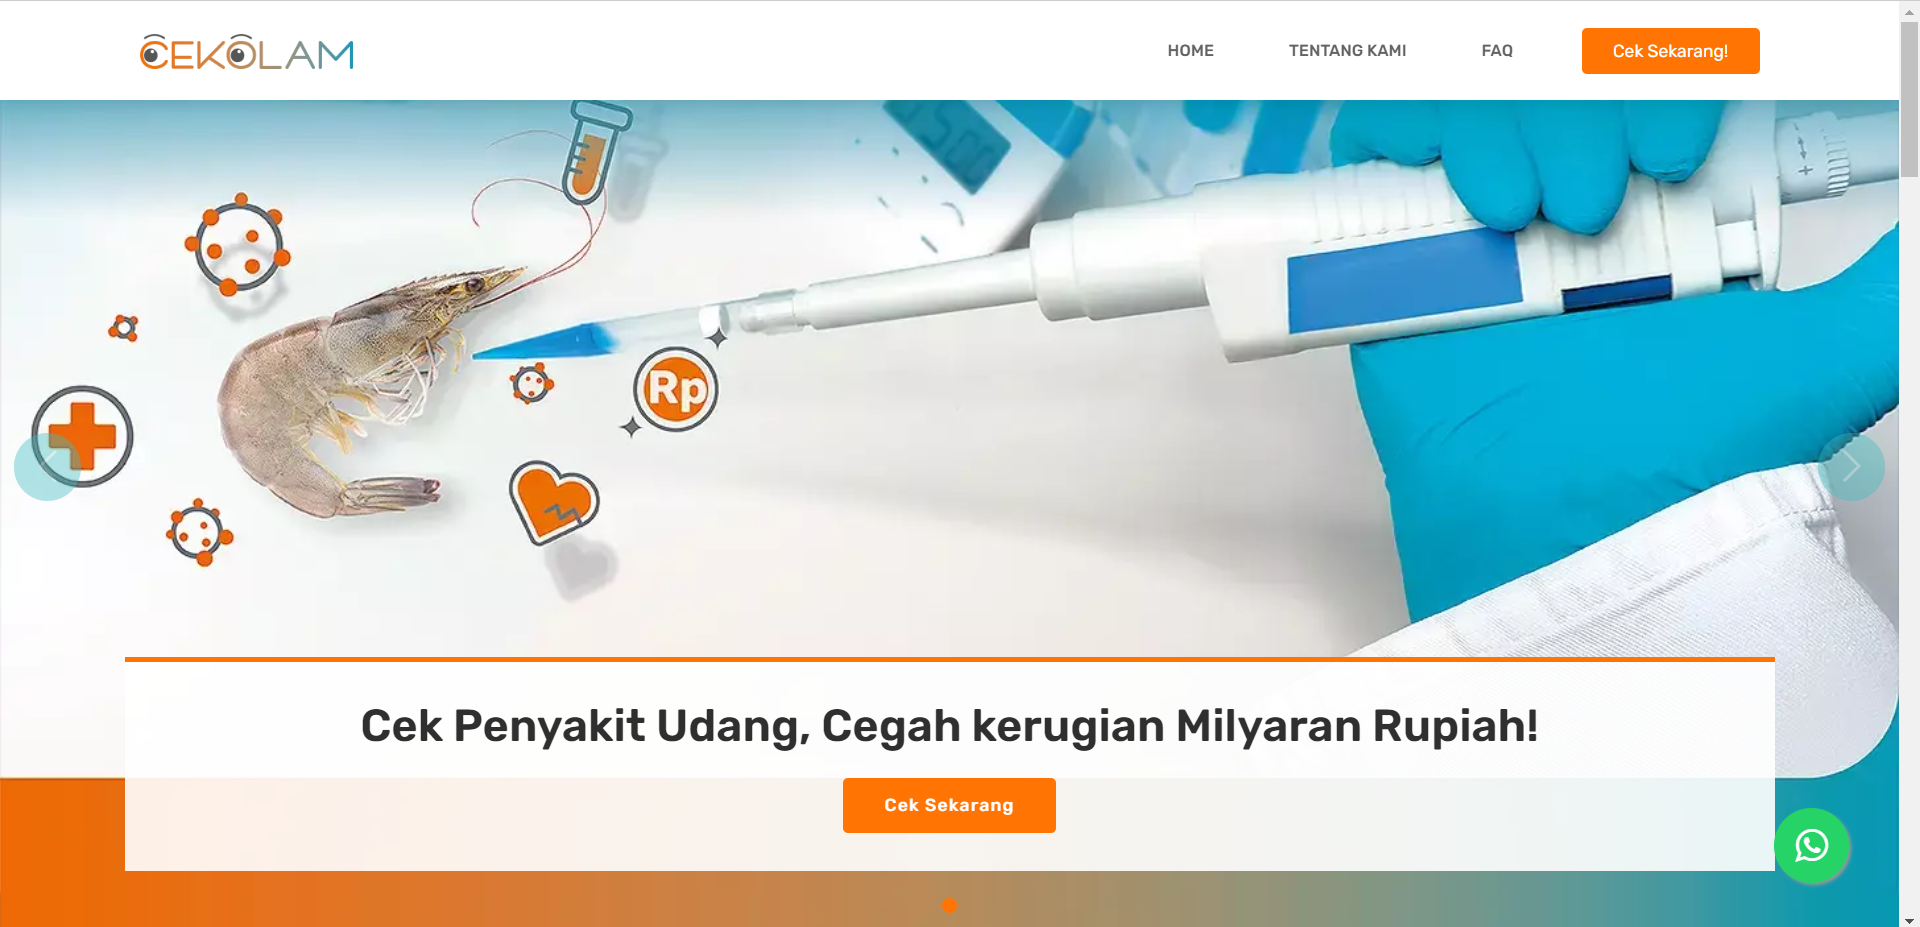 CEKOLAM
HOME
TENTANG KAMI
FAQ
Cek Sekarang!
Rp
Cek Penyakit Udang, Cegah kerugian Milyaran Rupiah!
Cek Sekarang